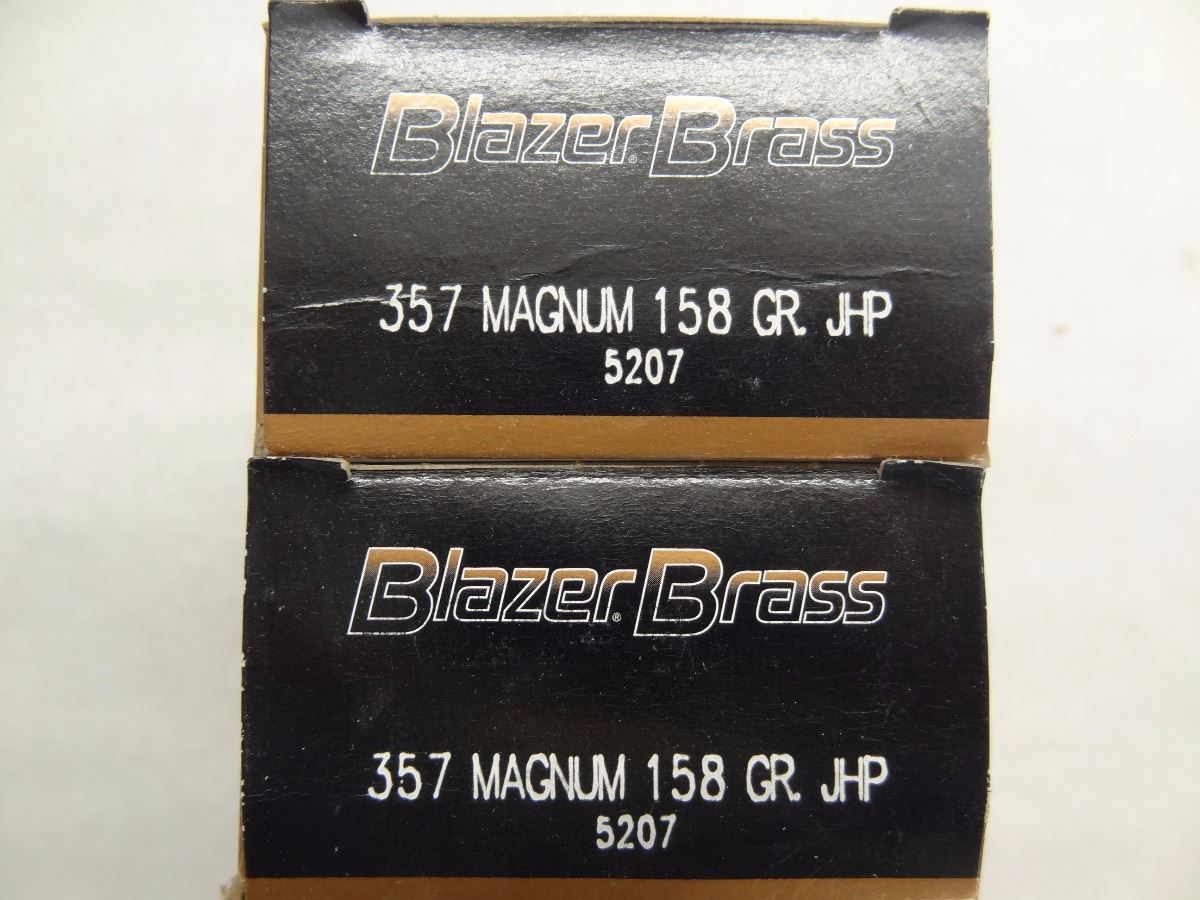 Blazer® Brass
357 MAGNUM 158 GR. JHP
5207
Blazer® Brass
357 MAGNUM 158 GR. JHP
5207